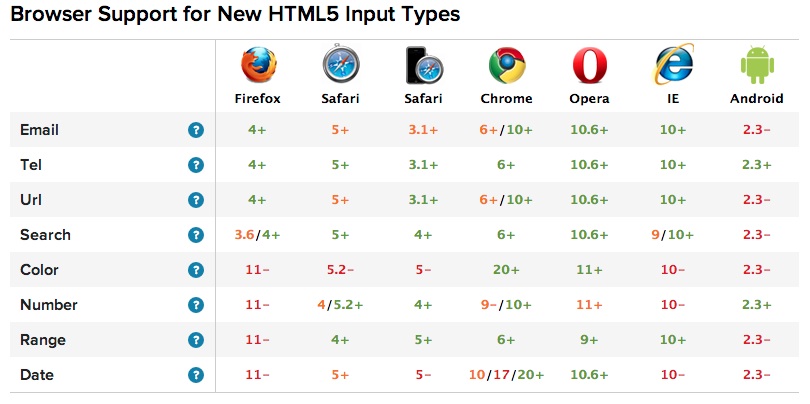 Browser Support for New HTML5 Input Types
Firefox Safari Safari Chrome Opera IE Android
Email ? 4+ 5+ 3.1+ 6+/10+ 10.6+ 10+ 2.3–
Tel ? 4+ 5+ 3.1+ 6+ 10.6+ 10+ 2.3+
Url ? 4+ 5+ 3.1+ 6+/10+ 10.6+ 10+ 2.3–
Search ? 3.6/4+ 5+ 4+ 6+ 10.6+ 9/10+ 2.3–
Color ? 11– 5.2– 5– 20+ 11+ 10– 2.3–
Number ? 11– 4/5.2+ 4+ 9–/10+ 11+ 10– 2.3+
Range ? 11– 4+ 5+ 6+ 9+ 10+ 2.3–
Date ? 11– 5+ 5– 10/17/20+ 10.6+ 10– 2.3–